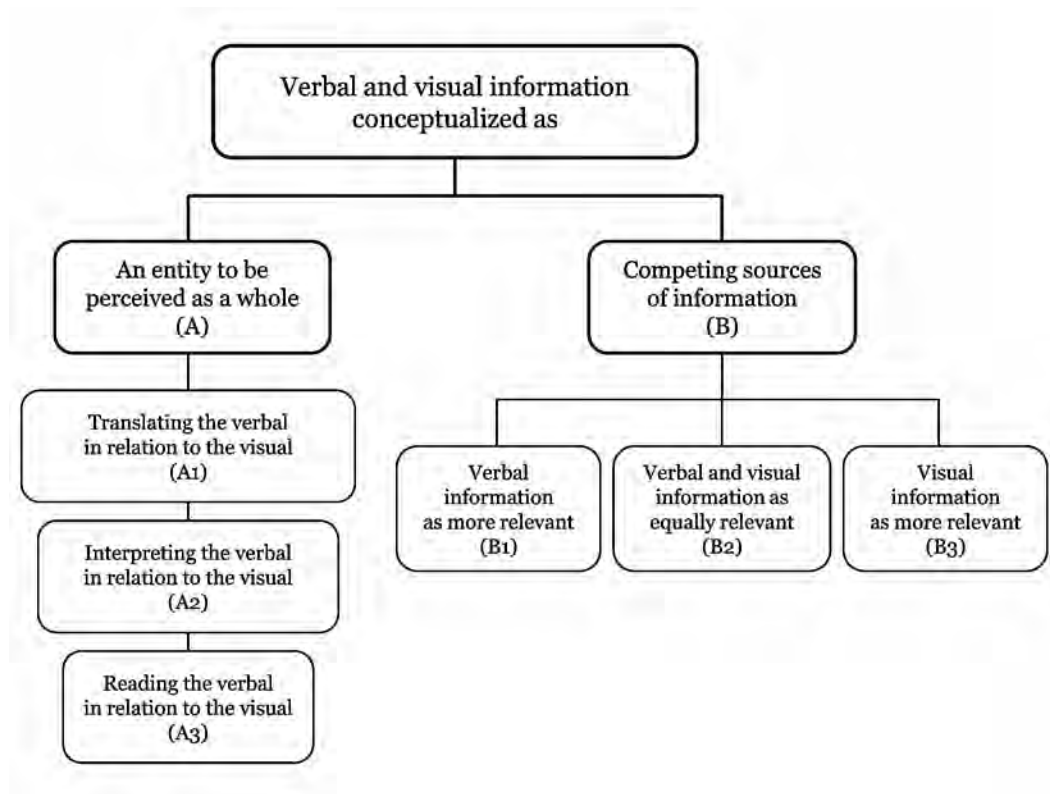 Verbal and visual information
conceptualized as
An entity to be
perceived as a whole
(A)
Competing sources
of information
(B)
Translating the verbal
in relation to the visual
(A1)
Interpreting the verbal
in relation to the visual
(A2)
Reading the verbal
in relation to the visual
(A3)
Verbal
information
as more relevant
(B1)
Verbal and visual
information as
equally relevant
(B2)
Visual
information
as more relevant
(B3)